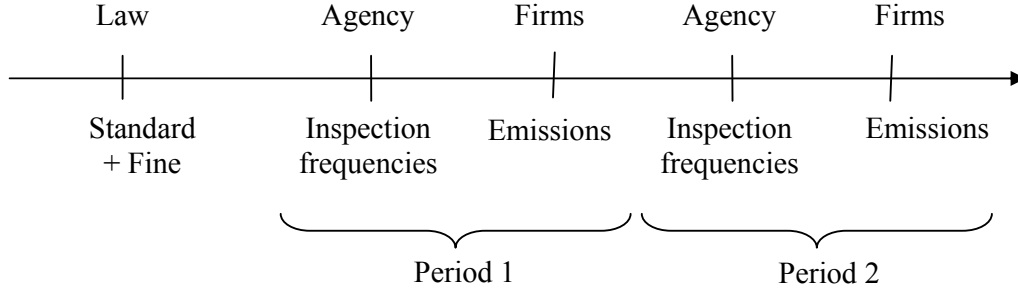 Law Agency Firms Agency Firms
Standard Inspection Emissions Inspection Emissions
+ Fine frequencies frequencies
Period 1 Period 2